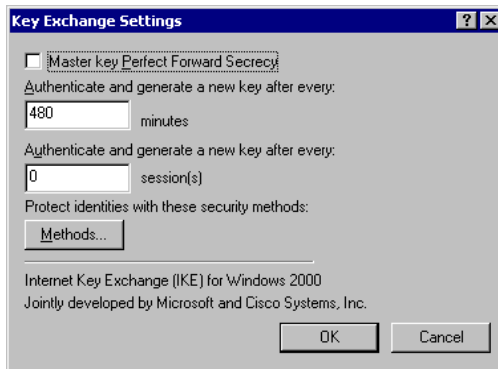 Key Exchange Settings
Master key Perfect Forward Secrecy
Authenticate and generate a new key after every:
480 minutes
Authenticate and generate a new key after every:
0 session(s)
Protect identities with these security methods:
Methods...
Internet Key Exchange (IKE) for Windows 2000
Jointly developed by Microsoft and Cisco Systems, Inc.
OK Cancel